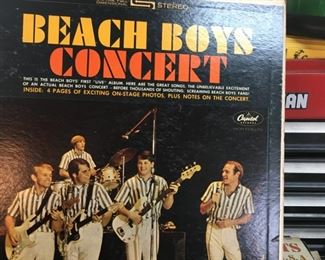 STEREO
BEACH BOYS
CONCERT
THIS IS THE BEACH BOYS' FIRST "LIVE" ALBUM. HERE ARE THE GREAT SONGS, THE UNBELIEVABLE EXCITEMENT
OF AN ACTUAL BEACH BOYS CONCERT - BEFORE THOUSANDS OF SHOUTING, SCREAMING BEACH BOYS FANS!
INSIDE: 4 PAGES OF EXCITING ON-STAGE PHOTOS, PLUS NOTES ON THE CONCERT.
Capitol
AN